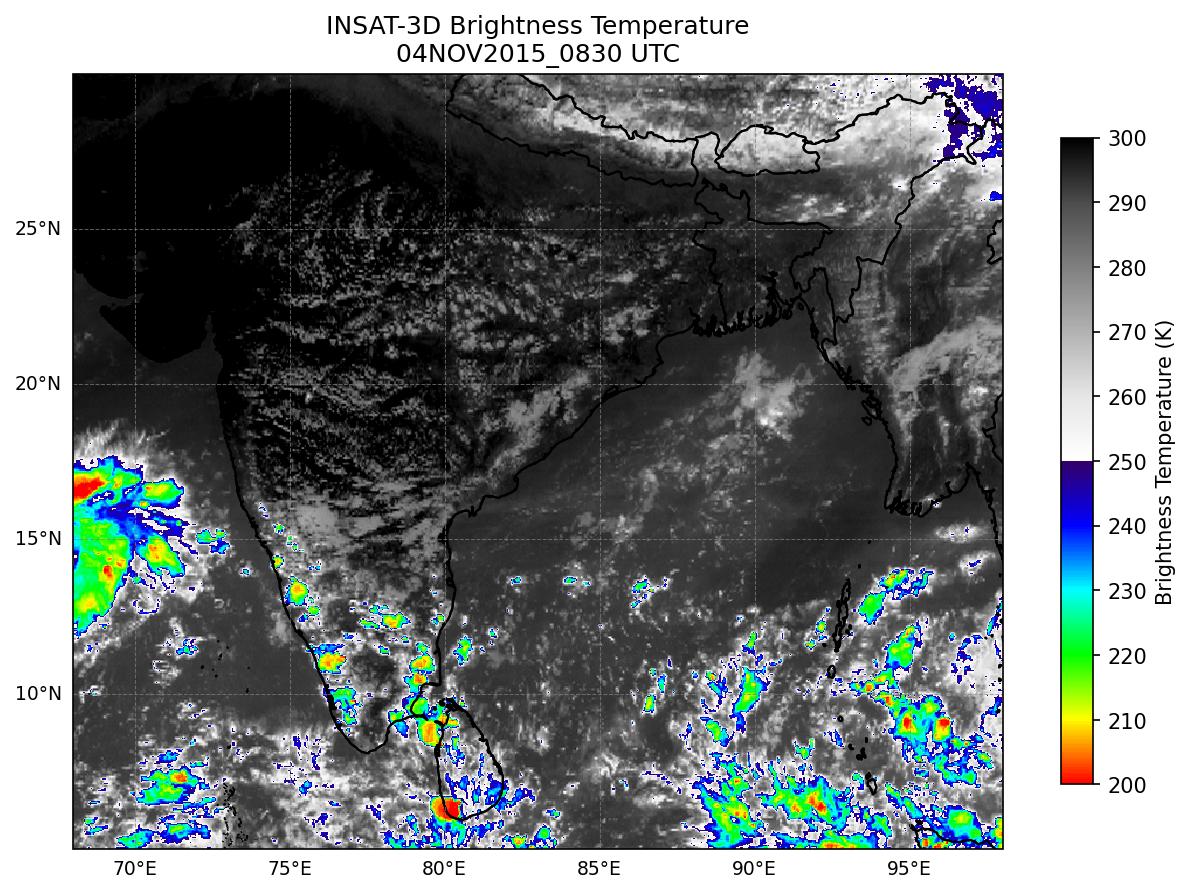 INSAT-3D Brightness Temperature
04NOV2015_0830 UTC
25°N
20°N
15°N
10°N
70°E
75°E
80°E
85°E
90°E
95°E
300
290
280
270
260
250
240
230
220
210
200
Brightness Temperature (K)